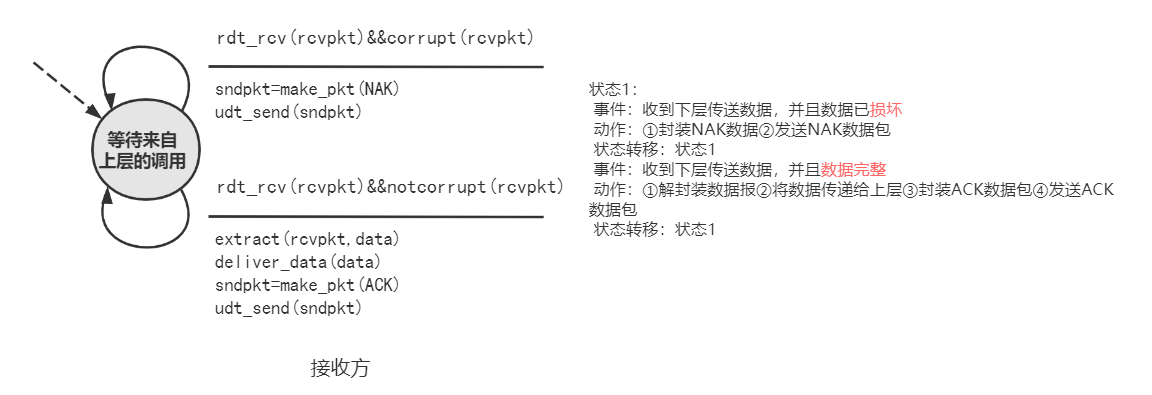 rdt_rcv(rcvpkt)&&corrupt(rcvpkt)
sndpkt=make_pkt(NAK)
udt_send(sndpkt)
等待来自
上层的调用
rdt_rcv(rcvpkt)&&notcorrupt(rcvpkt)
extract(rcvpkt,data)
deliver_data(data)
sndpkt=make_pkt(ACK)
udt_send(sndpkt)
接收方
状态1：
事件：收到下层传送数据，并且数据已损坏
动作：①封装NAK数据②发送NAK数据包
状态转移：状态1
事件：收到下层传送数据，并且数据完整
动作：①解封装数据报②将数据传递给上层③封装ACK数据包④发送ACK
数据包
状态转移：状态1